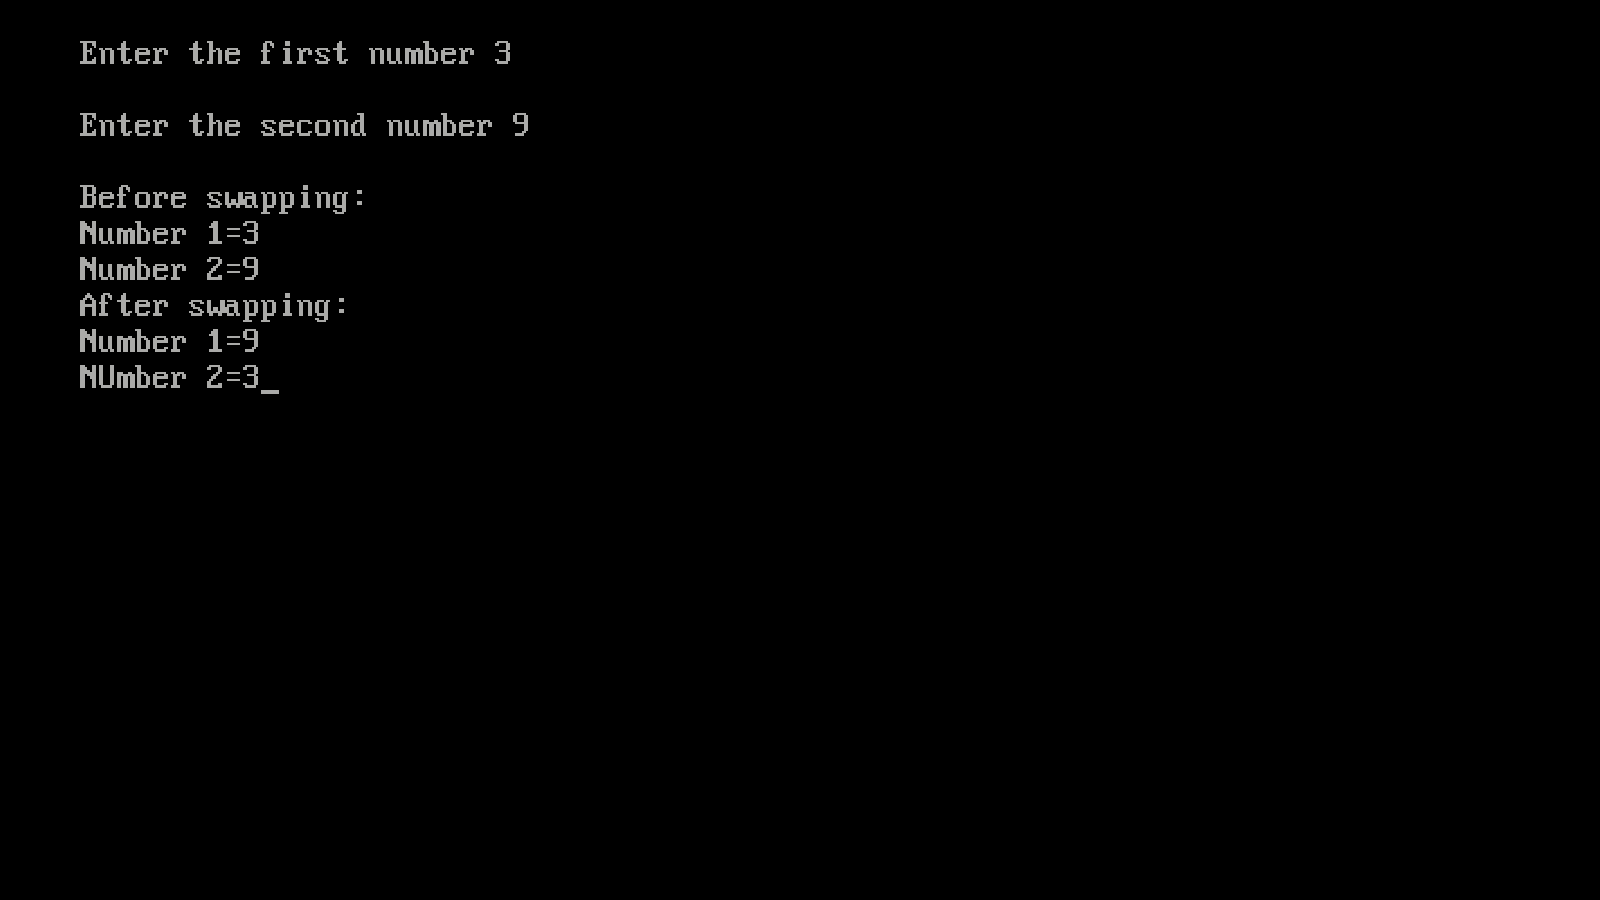 Enter the first number 3
Enter the second number 9
Before swapping:
Number 1=3
Number 2=9
After swapping:
Number 1=9
NUmber 2=3_